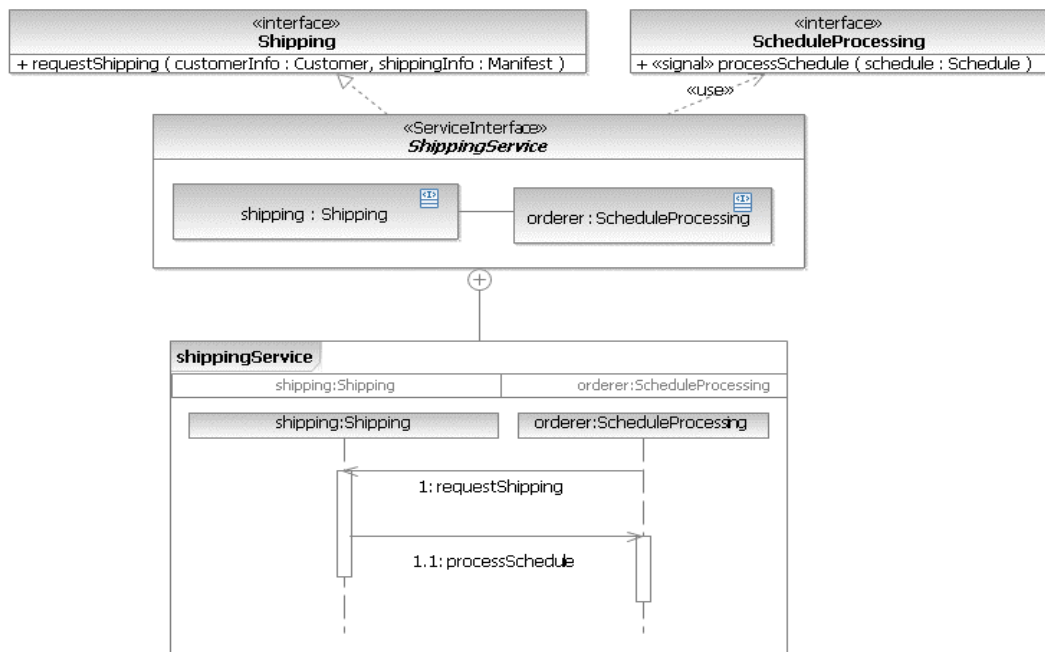 «interface»
Shipping
+ requestShipping ( customerInfo : Customer, shippingInfo : Manifest )
«interface»
ScheduleProcessing
+ «signal» processSchedule ( schedule : Schedule )
«use»
«ServiceInterface»
ShippingService
shipping : Shipping
orderer : ScheduleProcessing
shippingService
shipping:Shipping
orderer:ScheduleProcessing
shipping:Shipping
orderer:ScheduleProcessing
1: requestShipping
1.1: processSchedule